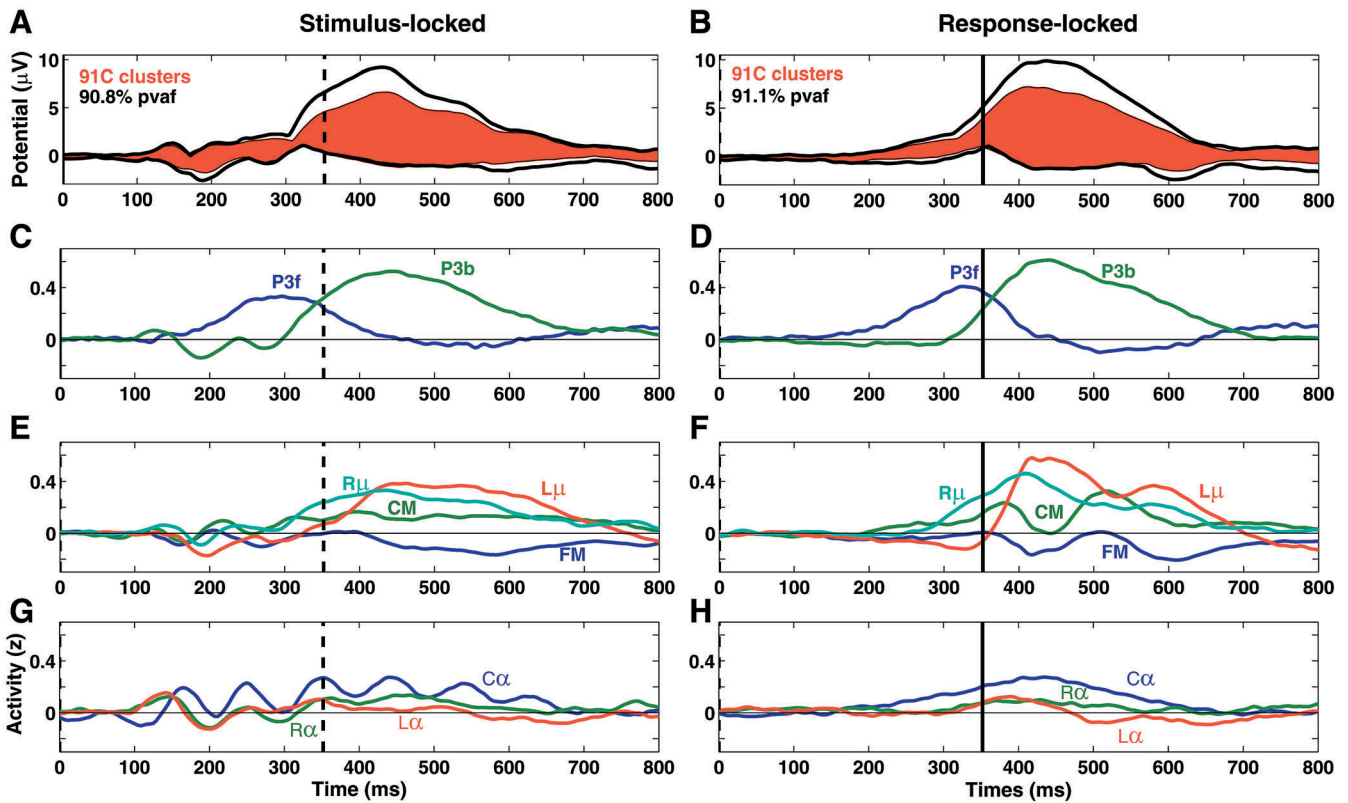 A Stimulus-locked
B Response-locked
Potential (μV)
10
5
0
91C clusters
90.8% pvaf
0 100 200 300 400 500 600 700 800
10
5
0
91C clusters
91.1% pvaf
0 100 200 300 400 500 600 700 800
C
0.4
0
P3f
P3b
0 100 200 300 400 500 600 700 800
D
0.4
0
P3f
P3b
0 100 200 300 400 500 600 700 800
E
0.4
0
Rμ
CM
Lμ
FM
0 100 200 300 400 500 600 700 800
F
0.4
0
Rμ
CM
Lμ
FM
0 100 200 300 400 500 600 700 800
G
Activity (z)
0.4
0
Cα
Rα
Lα
0 100 200 300 400 500 600 700 800
Time (ms)
H
0.4
0
Cα
Rα
Lα
0 100 200 300 400 500 600 700 800
Times (ms)